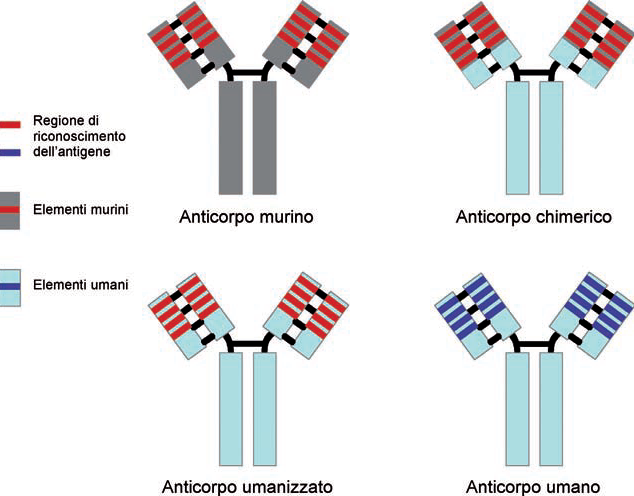 Regione di
riconoscimento
dell'antigene
Elementi murini
Elementi umani
Anticorpo murino
Anticorpo chimerico
Anticorpo umanizzato
Anticorpo umano